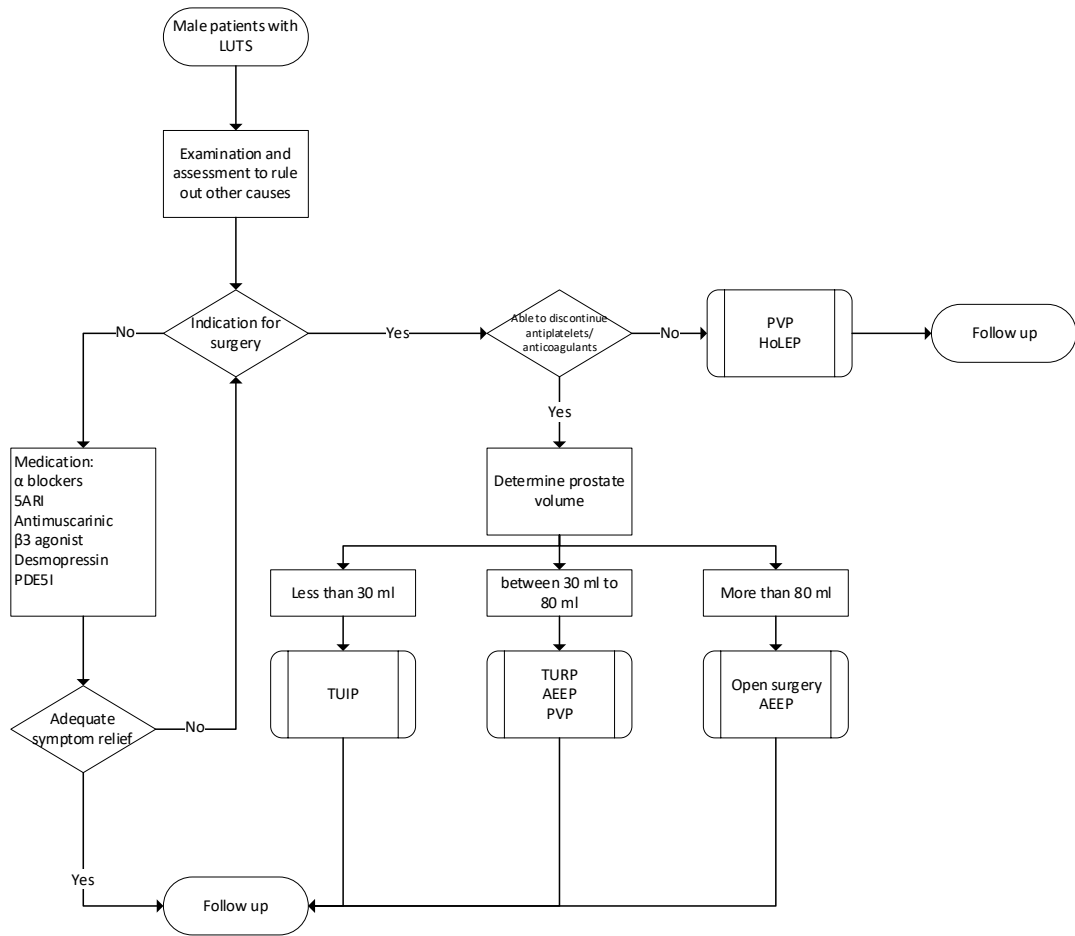 Male patients with
LUTS
Examination and
assessment to rule
out other causes
Indication for
surgery
No
Yes
Able to discontinue
antiplatelets/
anticoagulants
No
PVP
HoLEP
Follow up
Yes
Medication:
α blockers
5ARI
Antimuscarinic
β3 agonist
Desmopressin
PDE5I
Determine prostate
volume
Less than 30 ml
between 30 ml to
80 ml
More than 80 ml
TUIP
TURP
AEEP
PVP
Open surgery
AEEP
Adequate
symptom relief
No
Yes
Follow up